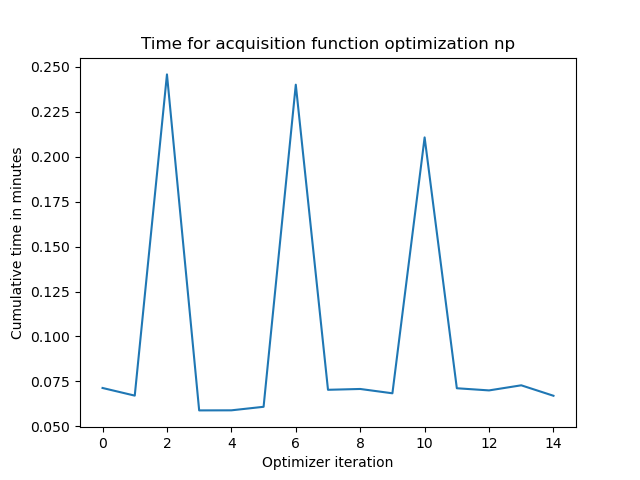 Time for acquisition function optimization np
Cumulative time in minutes
0.250
0.225
0.200
0.175
0.150
0.125
0.100
0.075
0.050
0 2 4 6 8 10 12 14
Optimizer iteration